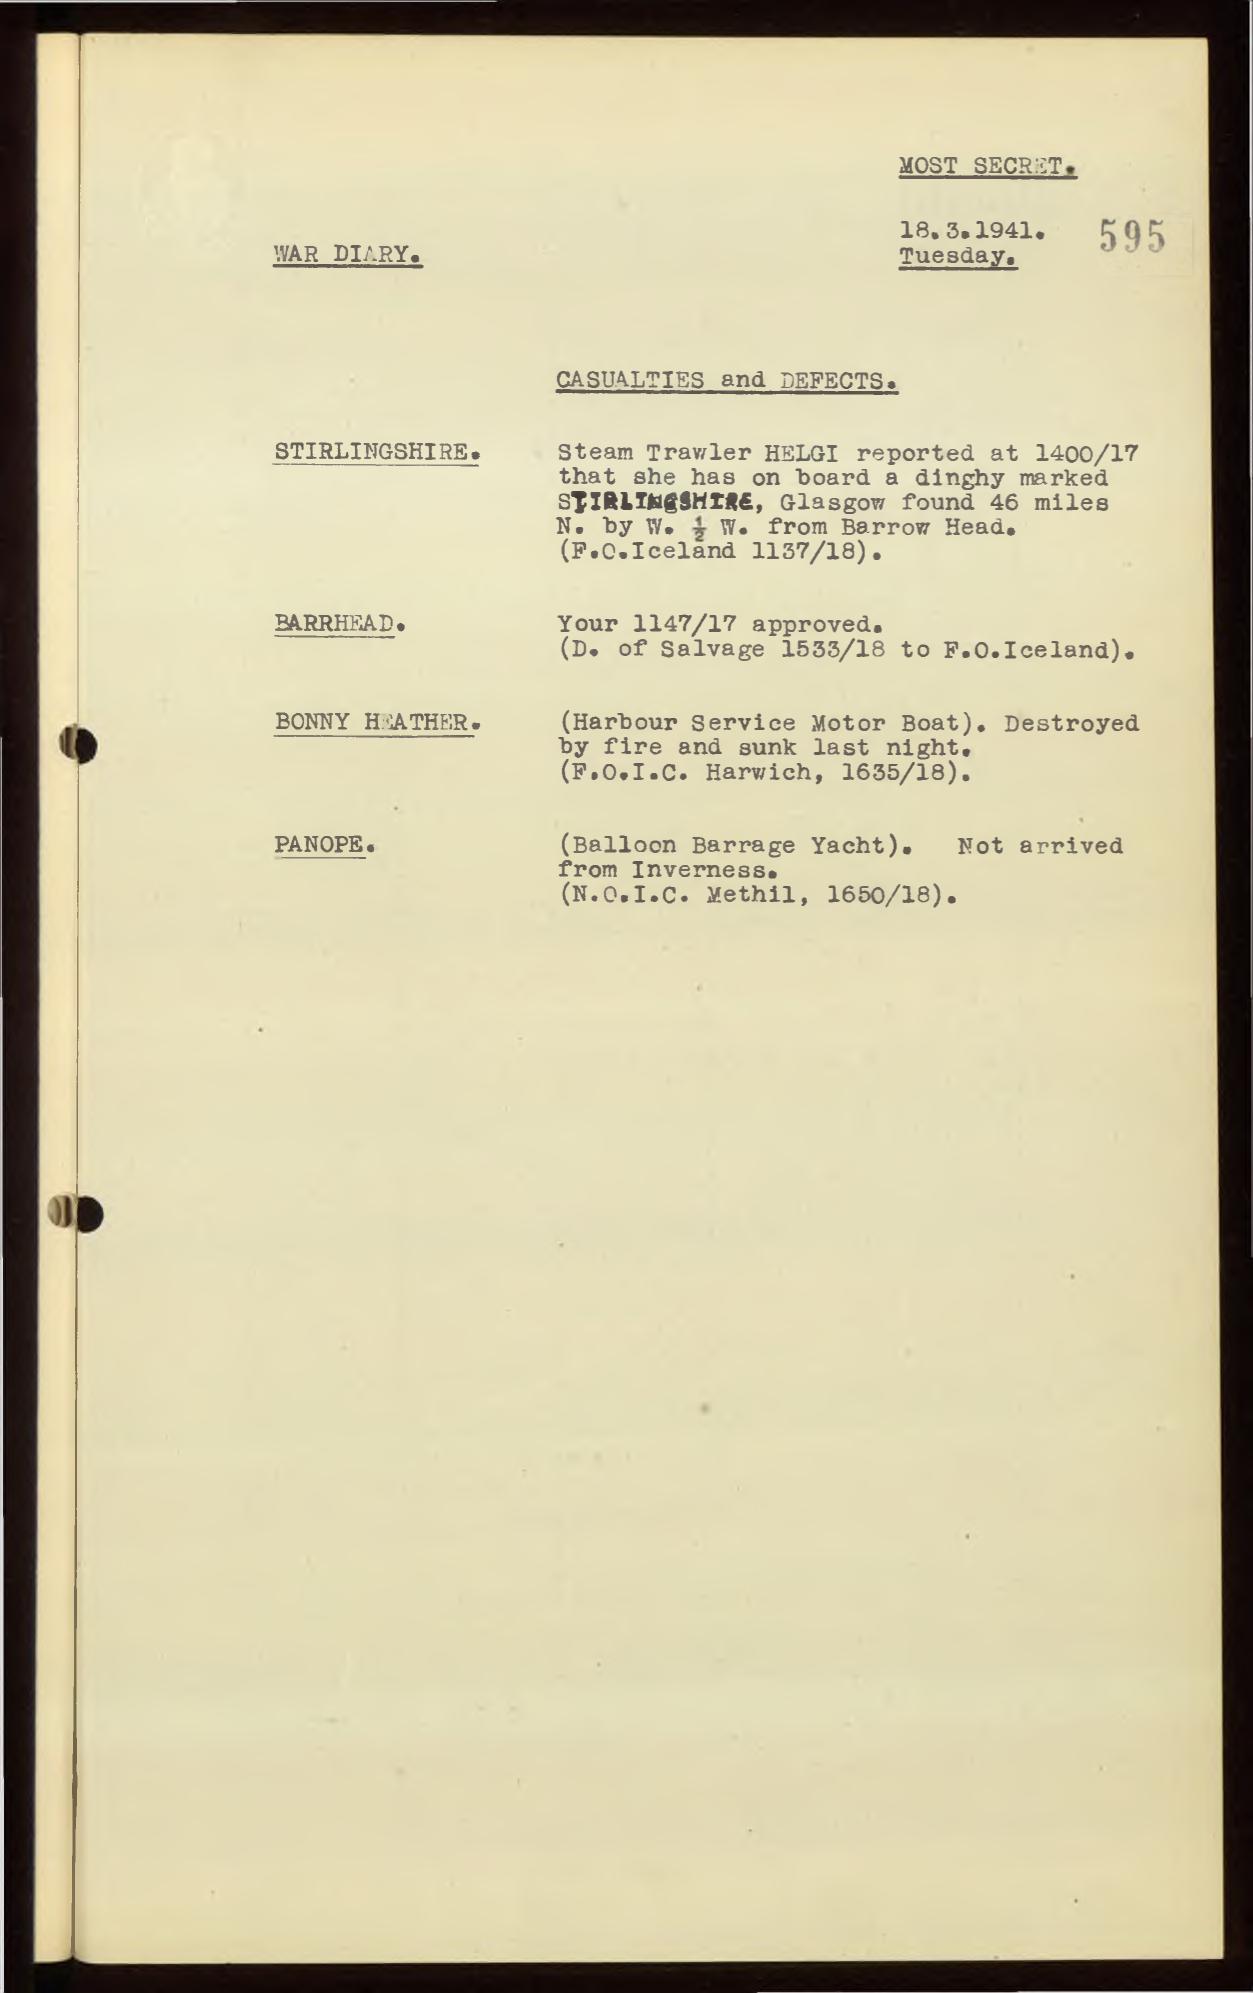 MOST SECRET.
18.3.1941. 595
WAR DIARY.
Tuesday.
CASUALTIES and DEFECTS.
STIRLINGSHIRE. Steam Trawler HELGI reported at 1400/17
that she has on board a dinghy marked
STIRLINGSHIRE, Glasgow found 46 miles
N. by W. ½ W. from Barrow Head.
(F.O.Iceland 1137/18).
BARRHEAD. Your 1147/17 approved.
(D. of Salvage 1533/18 to F.O.Iceland).
BONNY HEATHER. (Harbour Service Motor Boat). Destroyed
by fire and sunk last night.
(F.O.I.C. Harwich, 1635/18).
PANOPE. (Balloon Barrage Yacht). Not arrived
from Inverness.
(N.O.I.C. Methil, 1650/18).